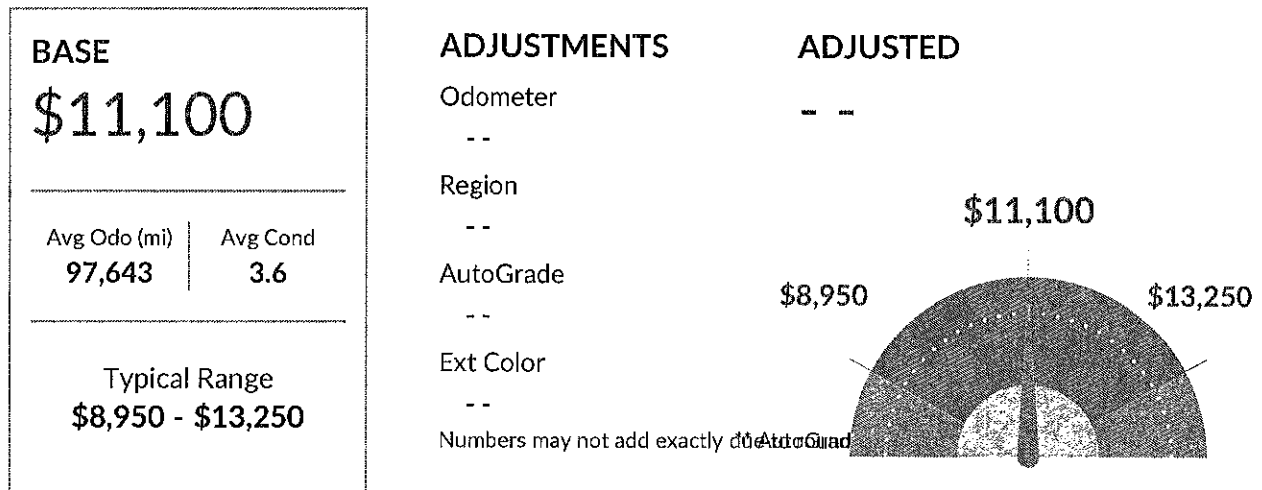 BASE
$11,100
Avg Odo (mi) Avg Cond
97,643 3.6
Typical Range
$8,950 - $13,250
ADJUSTMENTS
Odometer
--
Region
--
AutoGrade
--
Ext Color
--
Numbers may not add exactly
ADJUSTED
--
$11,100
$8,950 $13,250